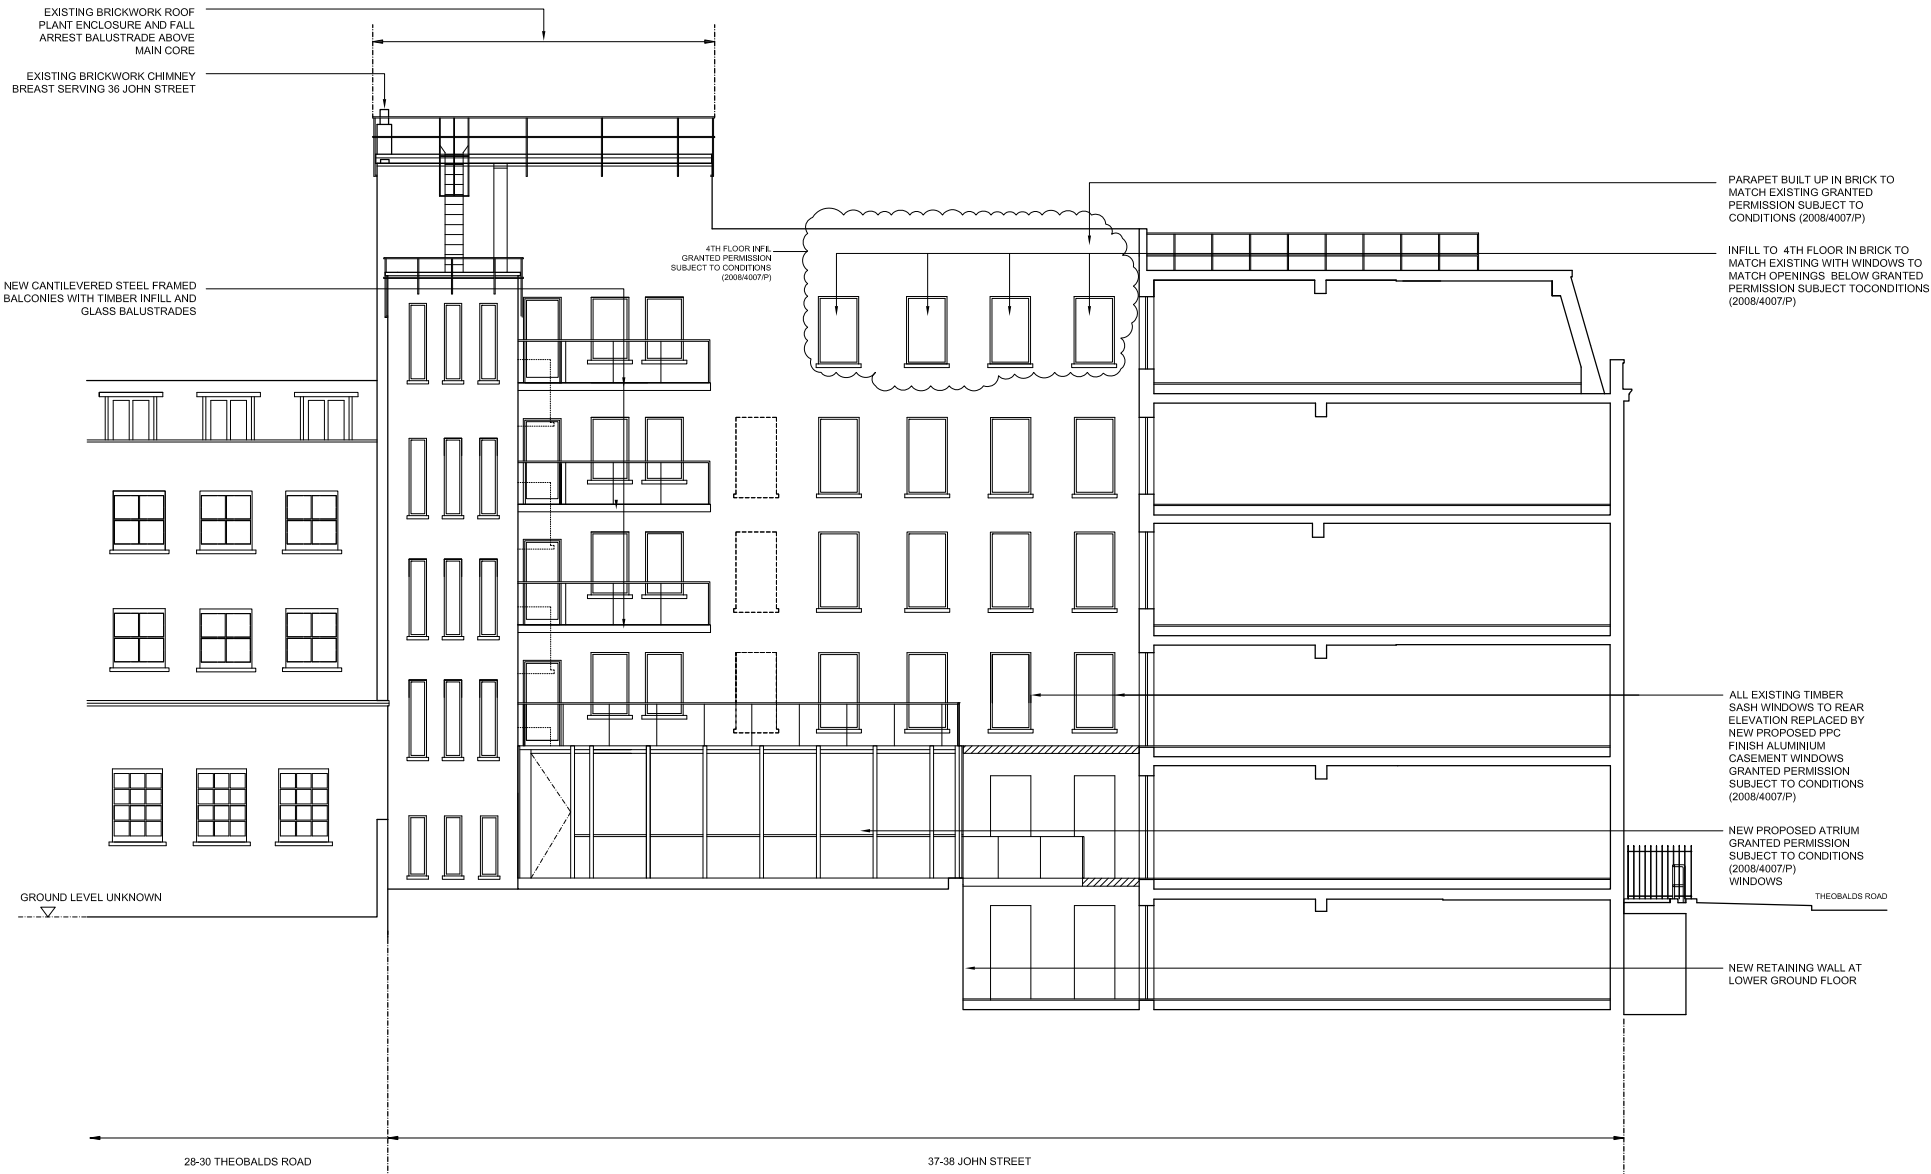 EXISTING BRICKWORK ROOF
PLANT ENCLOSURE AND FALL
ARREST BALUSTRADE ABOVE
MAIN CORE
EXISTING BRICKWORK CHIMNEY
BREAST SERVING 36 JOHN STREET
NEW CANTILEVERED STEEL FRAMED
BALCONIES WITH TIMBER INFILL AND
GLASS BALUSTRADES
4TH FLOOR INFIL
GRANTED PERMISSION
SUBJECT TO CONDITIONS
(2008/4007/P)
PARAPET BUILT UP IN BRICK TO
MATCH EXISTING GRANTED
PERMISSION SUBJECT TO
CONDITIONS (2008/4007/P)
INFILL TO 4TH FLOOR IN BRICK TO
MATCH EXISTING WITH WINDOWS TO
MATCH OPENINGS BELOW GRANTED
PERMISSION SUBJECT TOCONDITIONS
(2008/4007/P)
ALL EXISTING TIMBER
SASH WINDOWS TO REAR
ELEVATION REPLACED BY
NEW PROPOSED PPC
FINISH ALUMINIUM
CASEMENT WINDOWS
GRANTED PERMISSION
SUBJECT TO CONDITIONS
(2008/4007/P)
NEW PROPOSED ATRIUM
GRANTED PERMISSION
SUBJECT TO CONDITIONS
(2008/4007/P)
WINDOWS
GROUND LEVEL UNKNOWN
THEOBALDS ROAD
NEW RETAINING WALL AT
LOWER GROUND FLOOR
28-30 THEOBALDS ROAD
37-38 JOHN STREET